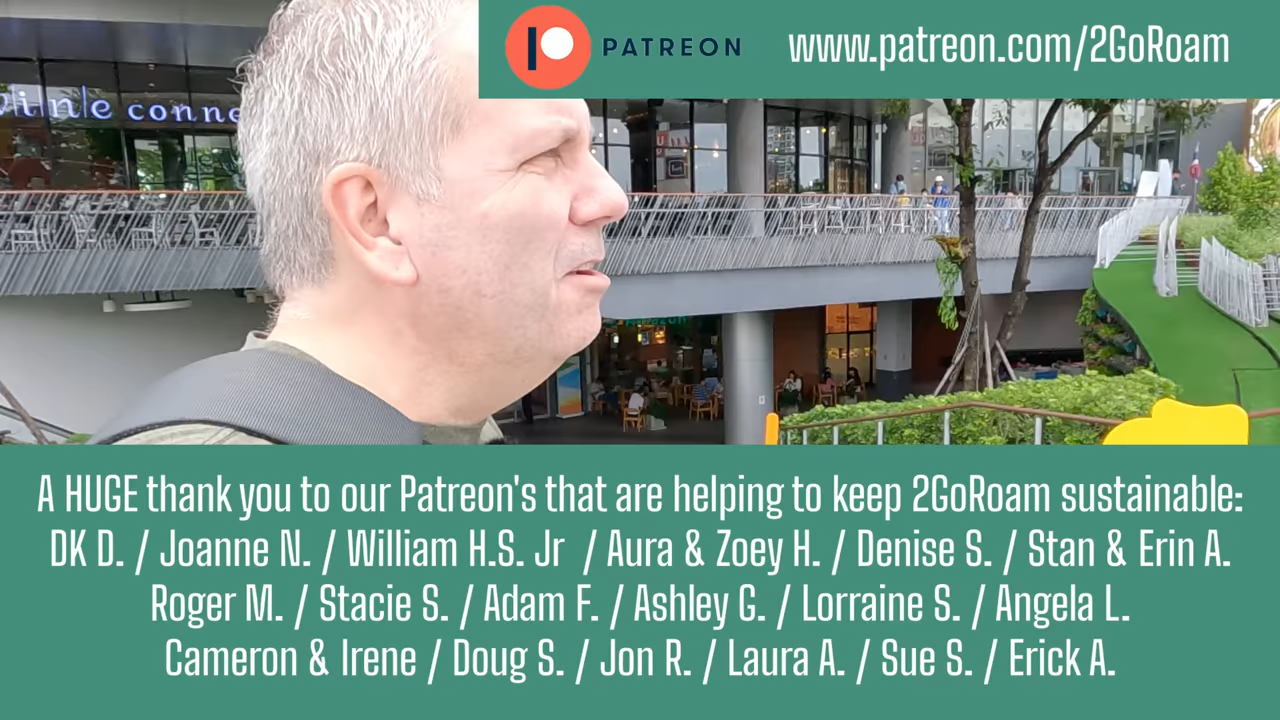 PATREON www.patreon.com/2GoRoam
wine conne
A HUGE thank you to our Patreon's that are helping to keep 2GoRoam sustainable:
DK D. / Joanne N. / William H.S. Jr / Aura & Zoey H. / Denise S. / Stan & Erin A.
Roger M. / Stacie S. / Adam F. / Ashley G. / Lorraine S. / Angela L.
Cameron & Irene / Doug S. / Jon R. / Laura A. / Sue S. / Erick A.